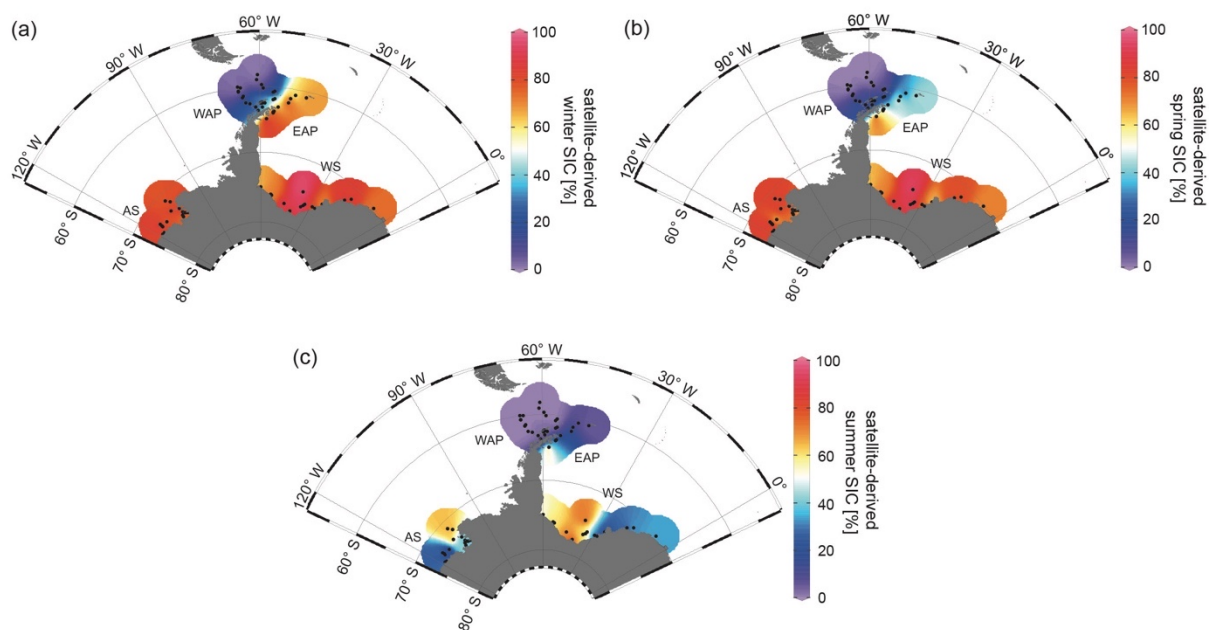 (a)
60° W
90° W
30° W
120° W
0°
60° S
70° S
80° S
WAP
EAP
WS
AS
100
80
60
40
20
0
satellite-derived
winter SIC [%]
(b)
60° W
90° W
30° W
120° W
0°
60° S
70° S
80° S
WAP
EAP
WS
AS
100
80
60
40
20
0
satellite-derived
spring SIC [%]
(c)
60° W
90° W
30° W
120° W
0°
60° S
70° S
80° S
WAP
EAP
WS
AS
100
80
60
40
20
0
satellite-derived
summer SIC [%]